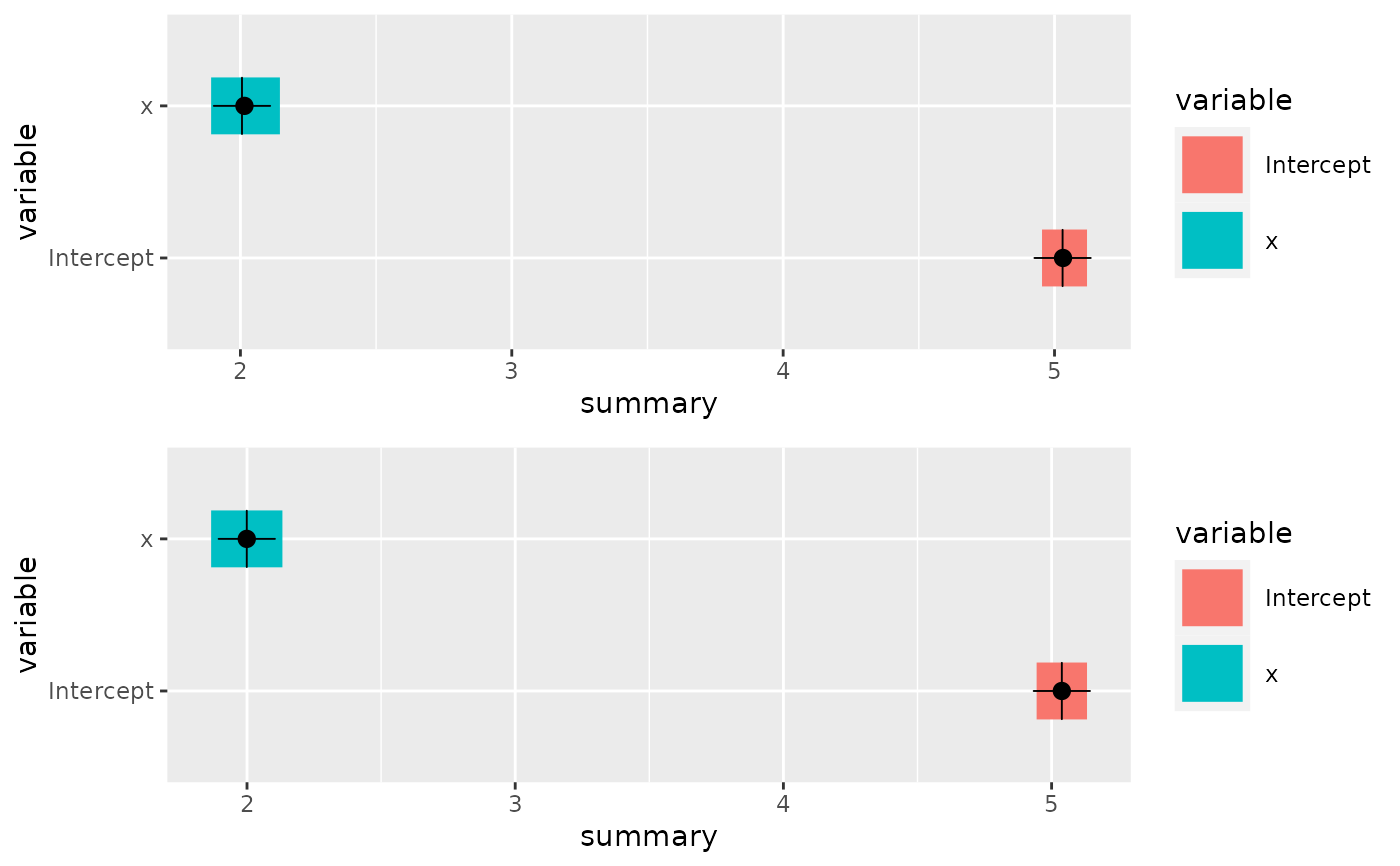 variable
x
Intercept
2 3 4 5
summary
variable
Intercept
x
variable
x
Intercept
2 3 4 5
summary
variable
Intercept
x